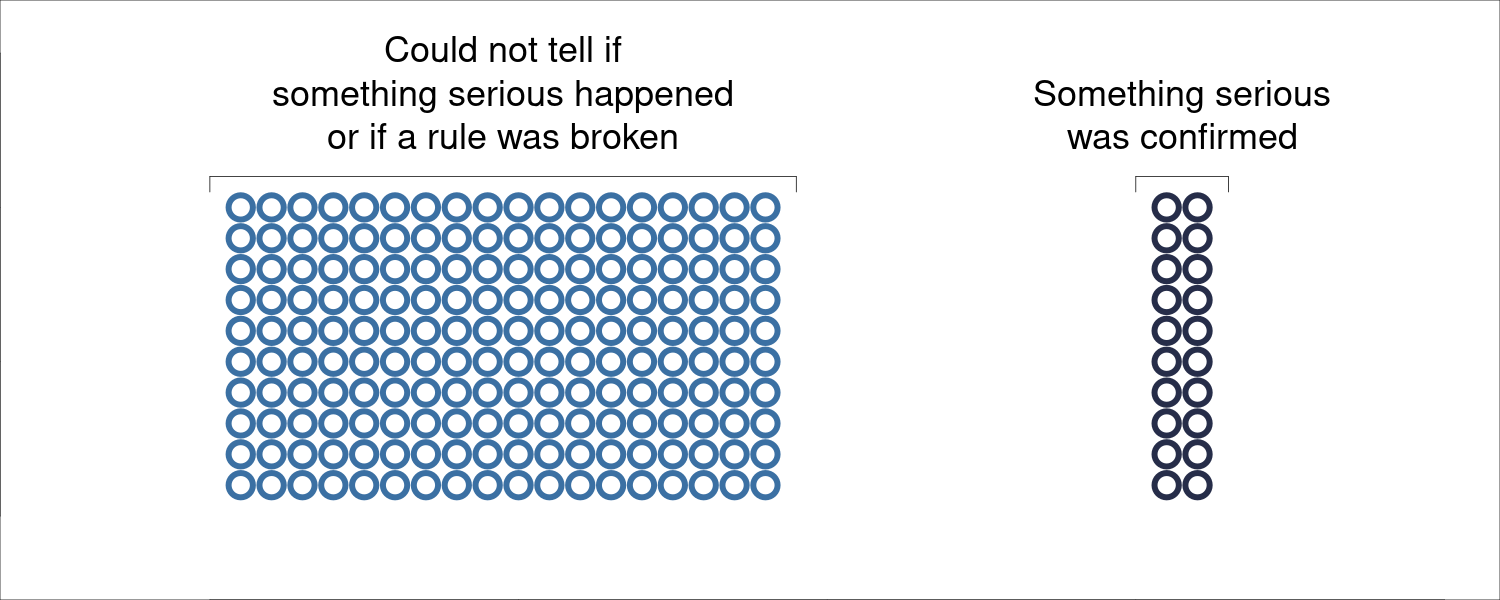 Could not tell if
something serious happened
or if a rule was broken
Something serious
was confirmed